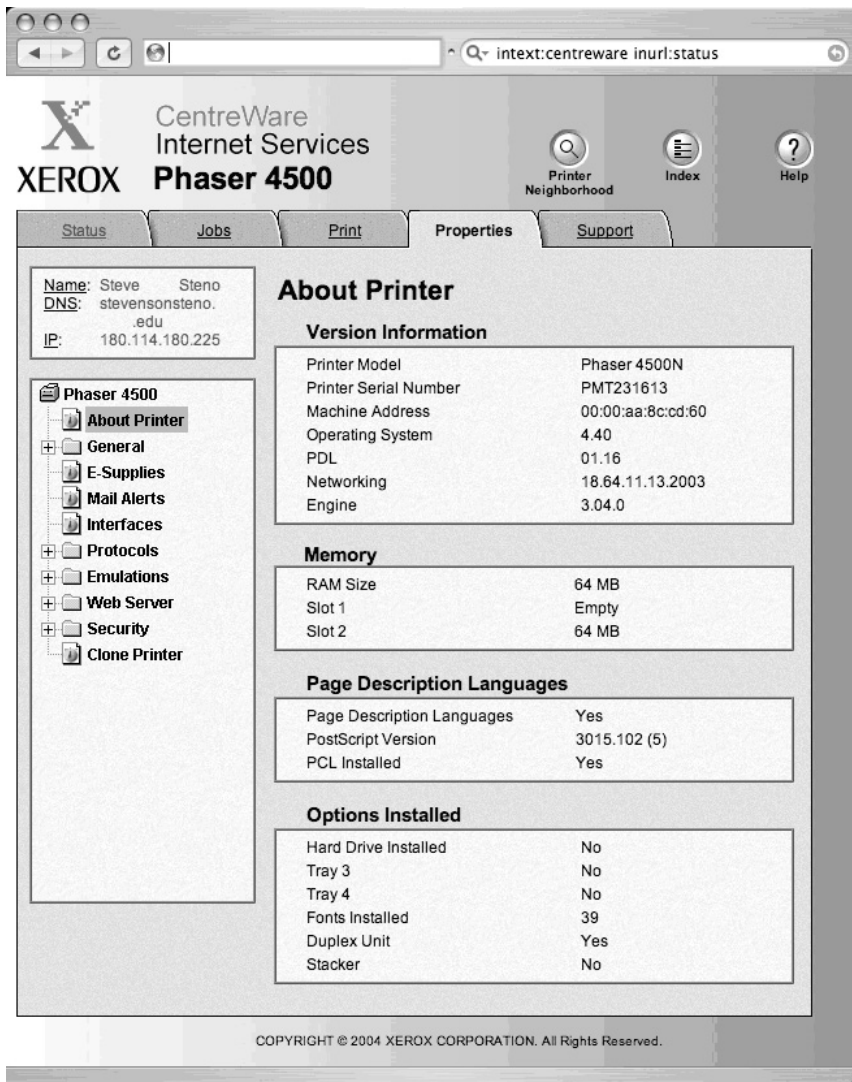 intext:centreware inurl:status
X
XEROX
CentreWare
Internet Services
Phaser 4500
Printer
Neighborhood
Index
?
Help
Status
Jobs
Print
Properties
Support
Name: Steve Steno
DNS: stevensonsteno.
.edu
IP: 180.114.180.225
Phaser 4500
About Printer
General
E-Supplies
Mail Alerts
Interfaces
Protocols
Emulations
Web Server
Security
Clone Printer
About Printer
Version Information
Printer Model Phaser 4500N
Printer Serial Number PMT231613
Machine Address 00:00:aa:8c:cd:60
Operating System 4.40
PDL 01.16
Networking 18.64.11.13.2003
Engine 3.04.0
Memory
RAM Size 64 MB
Slot 1 Empty
Slot 2 64 MB
Page Description Languages
Page Description Languages Yes
PostScript Version 3015.102 (5)
PCL Installed Yes
Options Installed
Hard Drive Installed No
Tray 3 No
Tray 4 No
Fonts Installed 39
Duplex Unit Yes
Stacker No
COPYRIGHT © 2004 XEROX CORPORATION. All Rights Reserved.